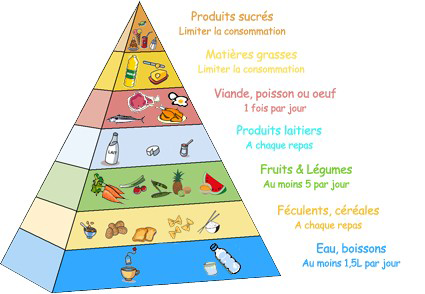 Produits sucrés
Limiter la consommation
Matières grasses
Limiter la consommation
Viande, poisson ou oeuf
1 fois par jour
Produits laitiers
A chaque repas
Fruits & Légumes
Au moins 5 par jour
Féculents, céréales
A chaque repas
Eau, boissons
Au moins 1,5L par jour
LAIT